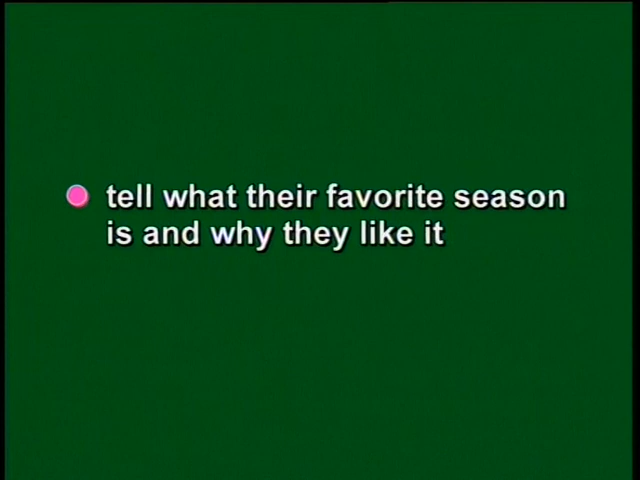 tell what their favorite season
is and why they like it